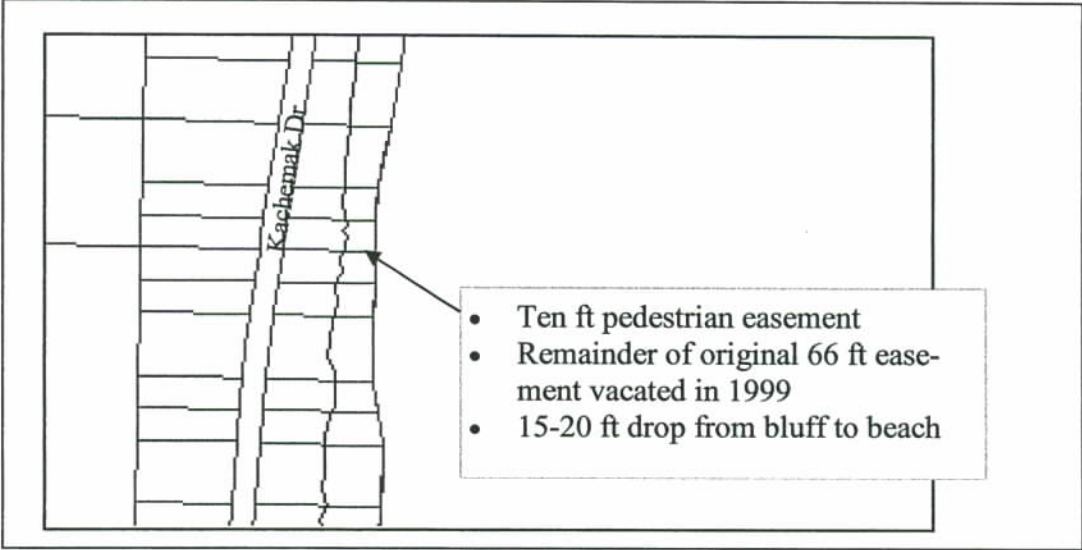 Kachemak Dr
• Ten ft pedestrian easement
• Remainder of original 66 ft ease-
ment vacated in 1999
• 15-20 ft drop from bluff to beach